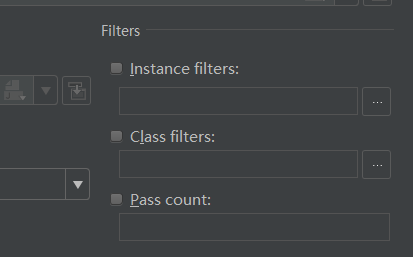 Filters
Instance filters:
...
Class filters:
...
Pass count: